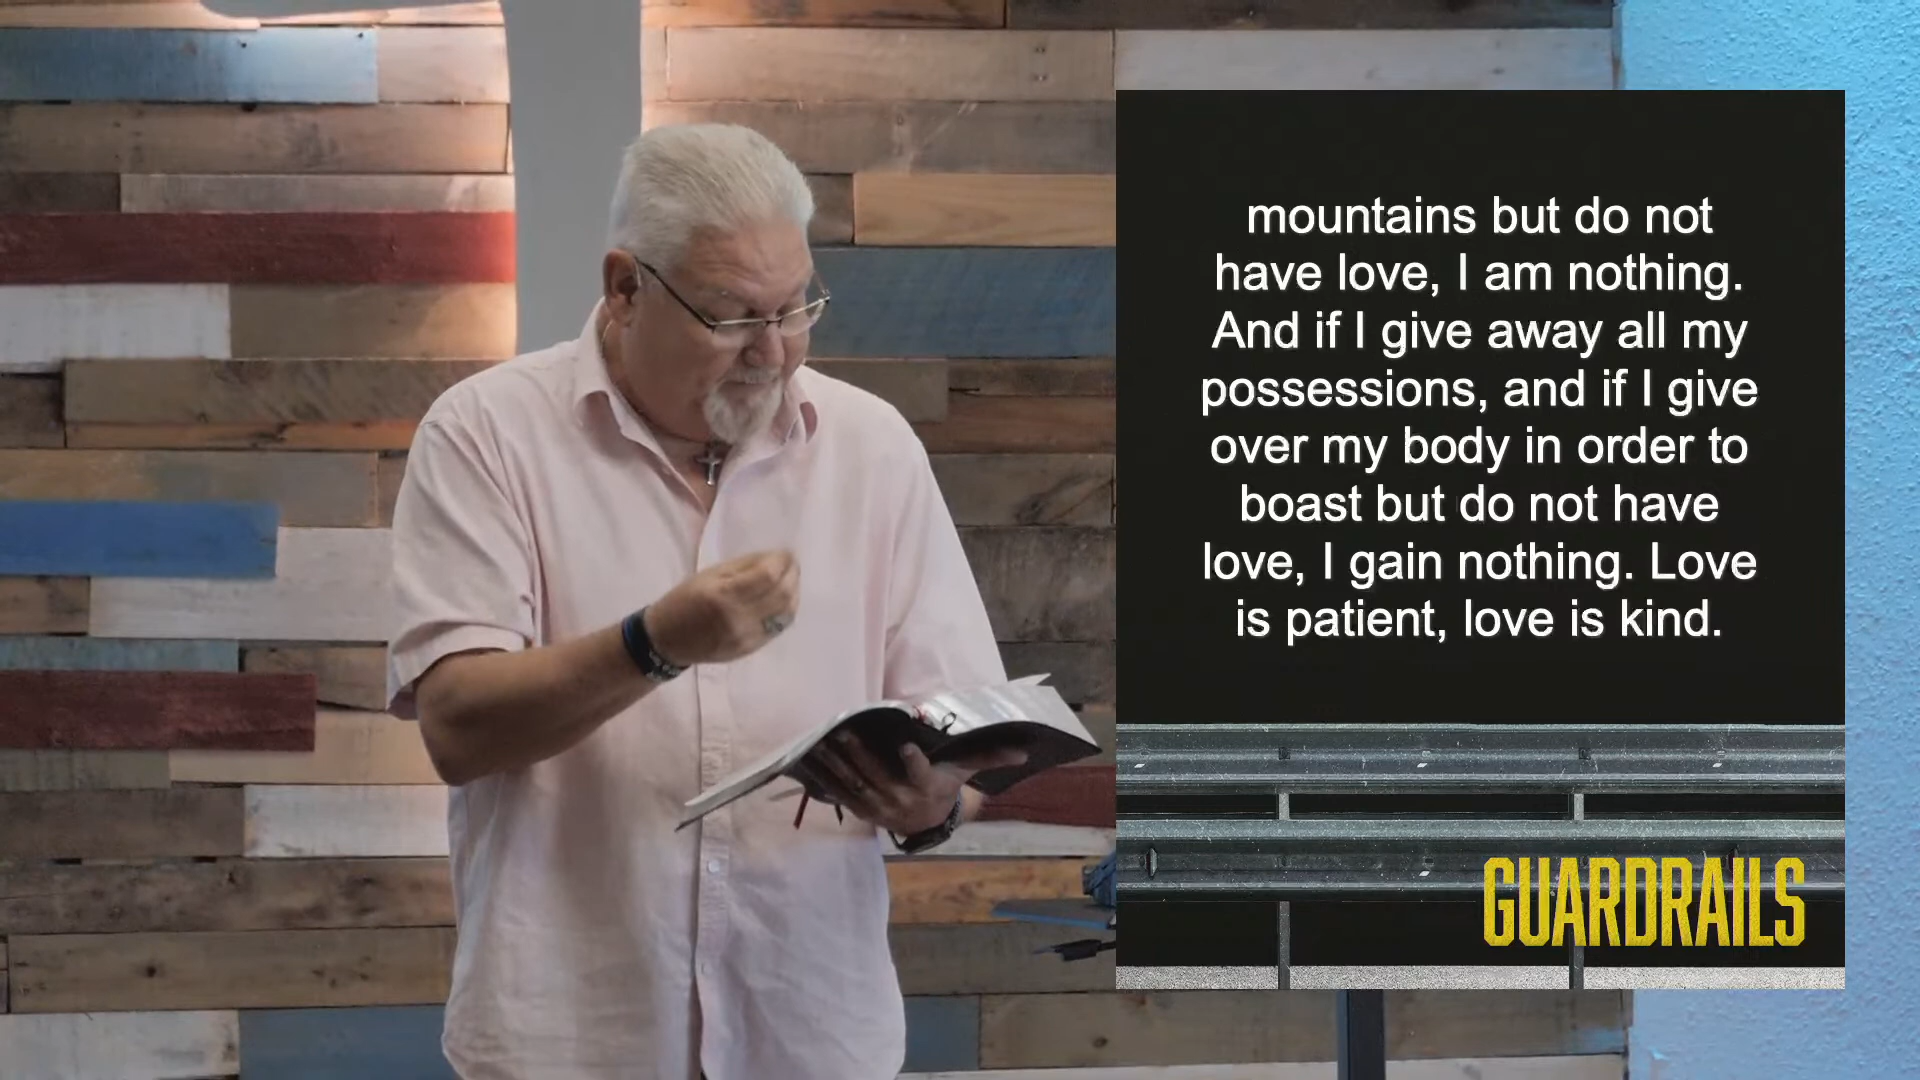 mountains but do not
have love, I am nothing.
And if I give away all my
possessions, and if I give
over my body in order to
boast but do not have
love, I gain nothing. Love
is patient, love is kind.
GUARDRAILS